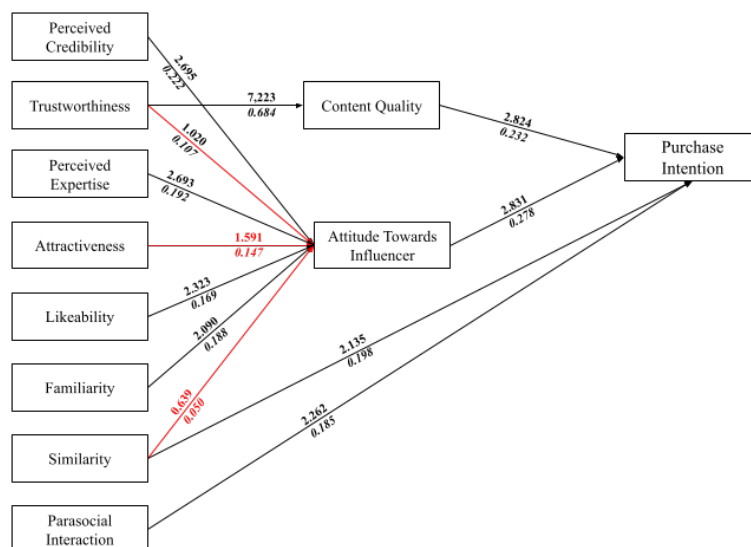 Perceived
Credibility
2.695
0.222
Trustworthiness
7,223
0.684
Content Quality
1.020
0.107
2.824
0.232
Purchase
Intention
Perceived
Expertise
2.693
0.192
2.831
0.278
Attractiveness
1.591
0.147
Attitude Towards
Influencer
Likeability
2.323
0.169
2.090
0.188
Familiarity
2.135
0.198
0.639
0.050
Similarity
2.262
0.185
Parasocial
Interaction